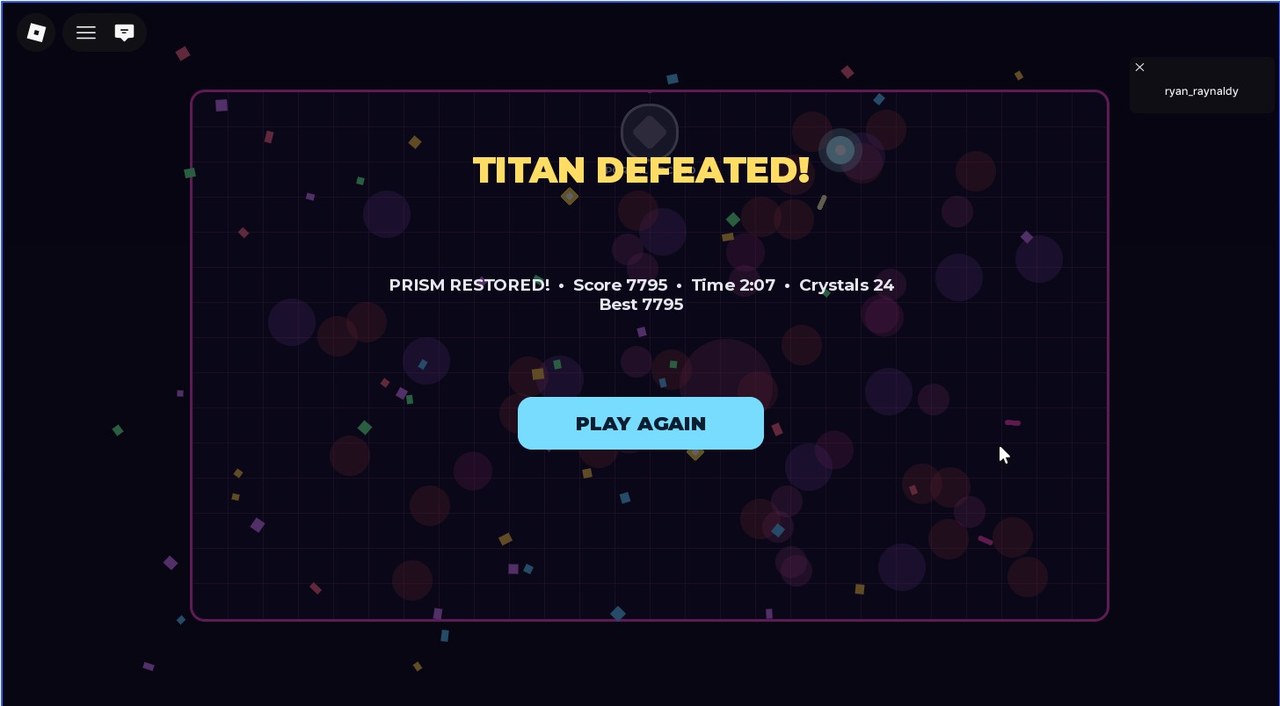 ryan_raynaldy
TITAN DEFEATED!
PRISM RESTORED! • Score 7795 • Time 2:07 • Crystals 24
Best 7795
PLAY AGAIN